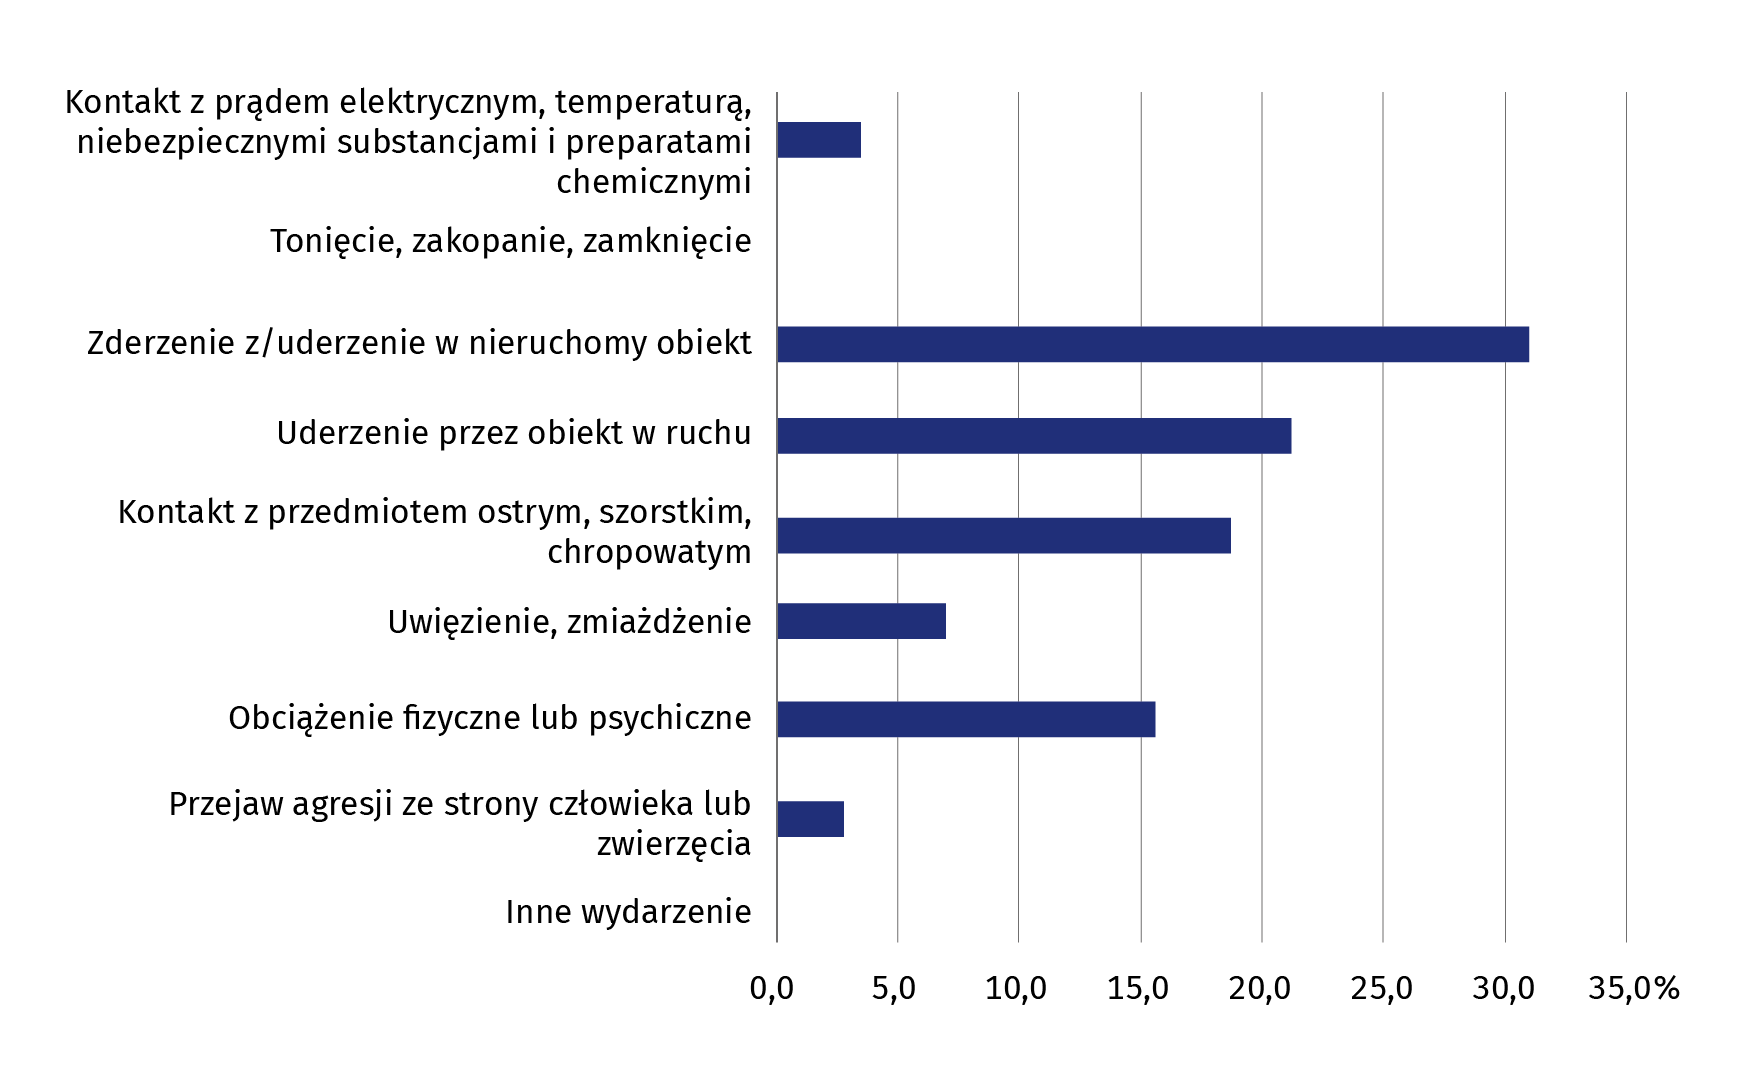 Kontakt z prądem elektrycznym, temperaturą,
niebezpiecznymi substancjami i preparatami
chemicznymi
Tonięcie, zakopanie, zamknięcie
Zderzenie z/uderzenie w nieruchomy obiekt
Uderzenie przez obiekt w ruchu
Kontakt z przedmiotem ostrym, szorstkim,
chropowatym
Uwięzienie, zmiażdżenie
Obciążenie fizyczne lub psychiczne
Przejaw agresji ze strony człowieka lub
zwierzęcia
Inne wydarzenie
0,0 5,0 10,0 15,0 20,0 25,0 30,0 35,0%